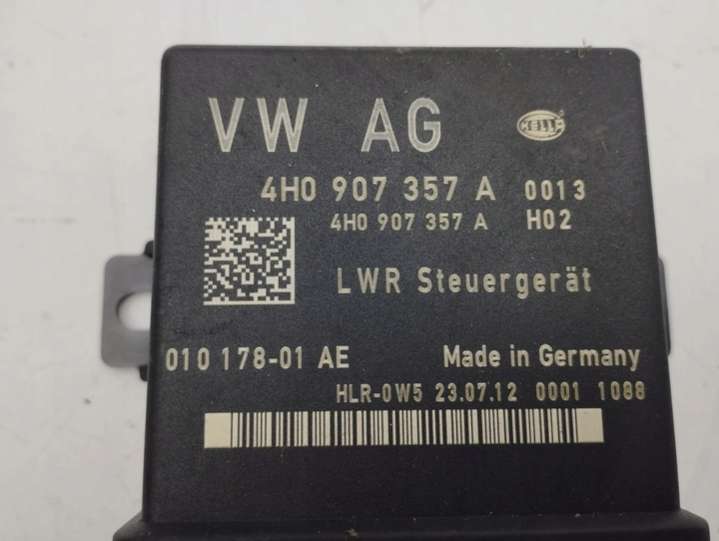 VW AG HELLA
4H0 907 357 A 0013
4H0 907 357 A H02
LWR Steuergerät
010 178-01 AE Made in Germany
HLR-0W5 23.07.12 0001 1088